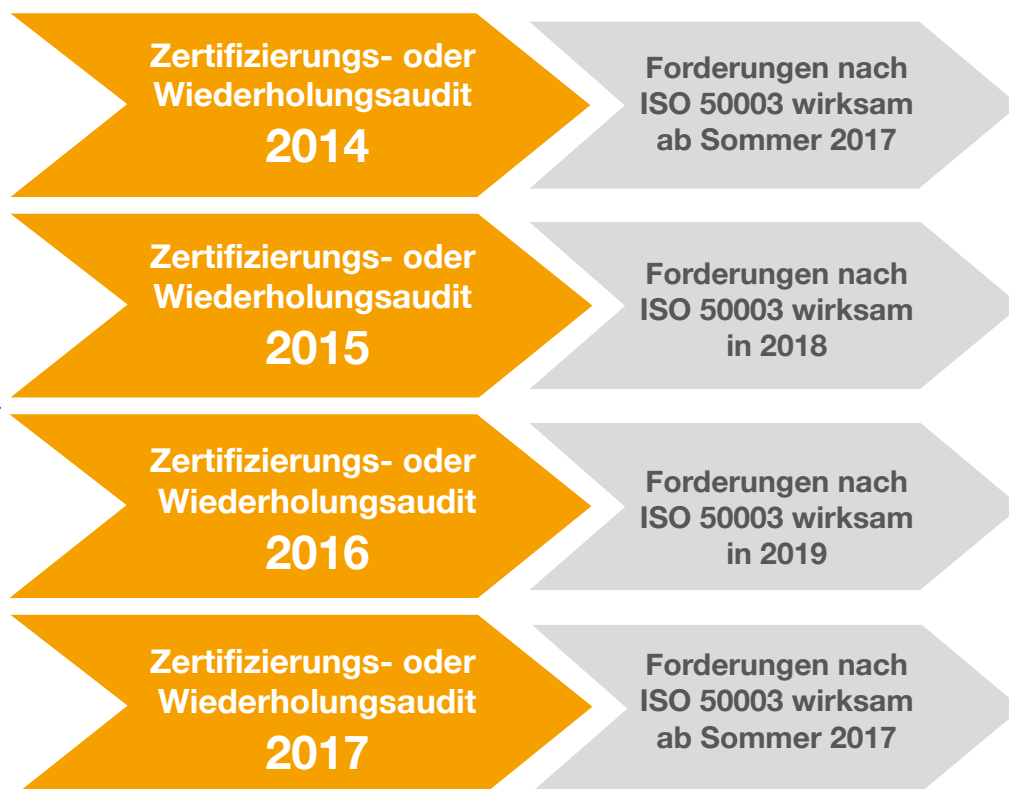 Zertifizierungs- oder
Wiederholungsaudit
2014
Forderungen nach
ISO 50003 wirksam
ab Sommer 2017
Zertifizierungs- oder
Wiederholungsaudit
2015
Forderungen nach
ISO 50003 wirksam
in 2018
Zertifizierungs- oder
Wiederholungsaudit
2016
Forderungen nach
ISO 50003 wirksam
in 2019
Zertifizierungs- oder
Wiederholungsaudit
2017
Forderungen nach
ISO 50003 wirksam
ab Sommer 2017